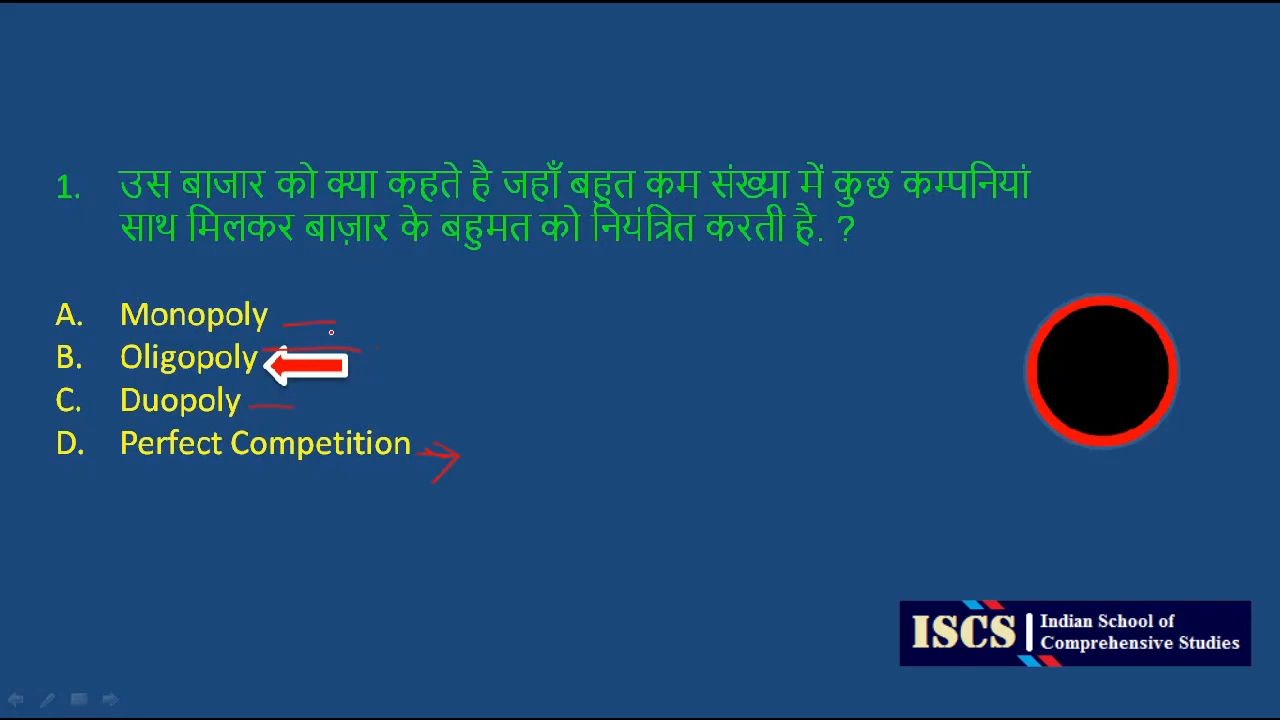 1. उस बाजार को क्या कहते है जहाँ बहुत कम संख्या में कुछ कम्पनियां
साथ मिलकर बाज़ार के बहुमत को नियंत्रित करती है. ?
A. Monopoly
B. Oligopoly
C. Duopoly
D. Perfect Competition
ISCS
Indian School of
Comprehensive Studies